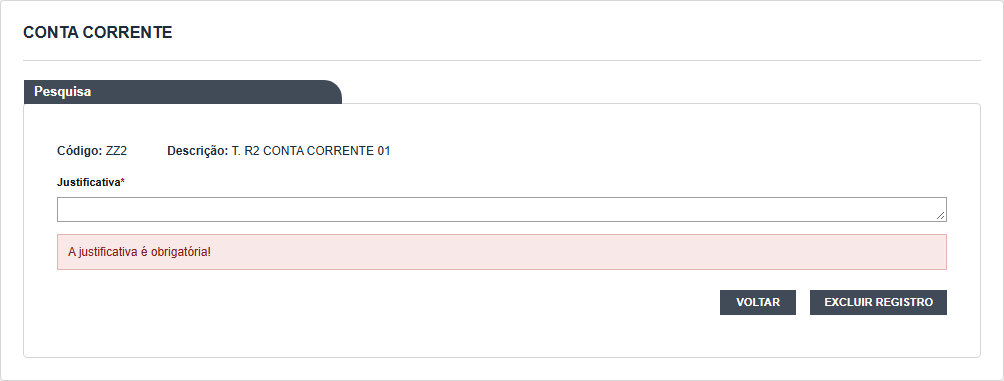 CONTA CORRENTE
Pesquisa
Código: ZZ2 Descrição: T. R2 CONTA CORRENTE 01
Justificativa*
A justificativa é obrigatória!
VOLTAR EXCLUIR REGISTRO